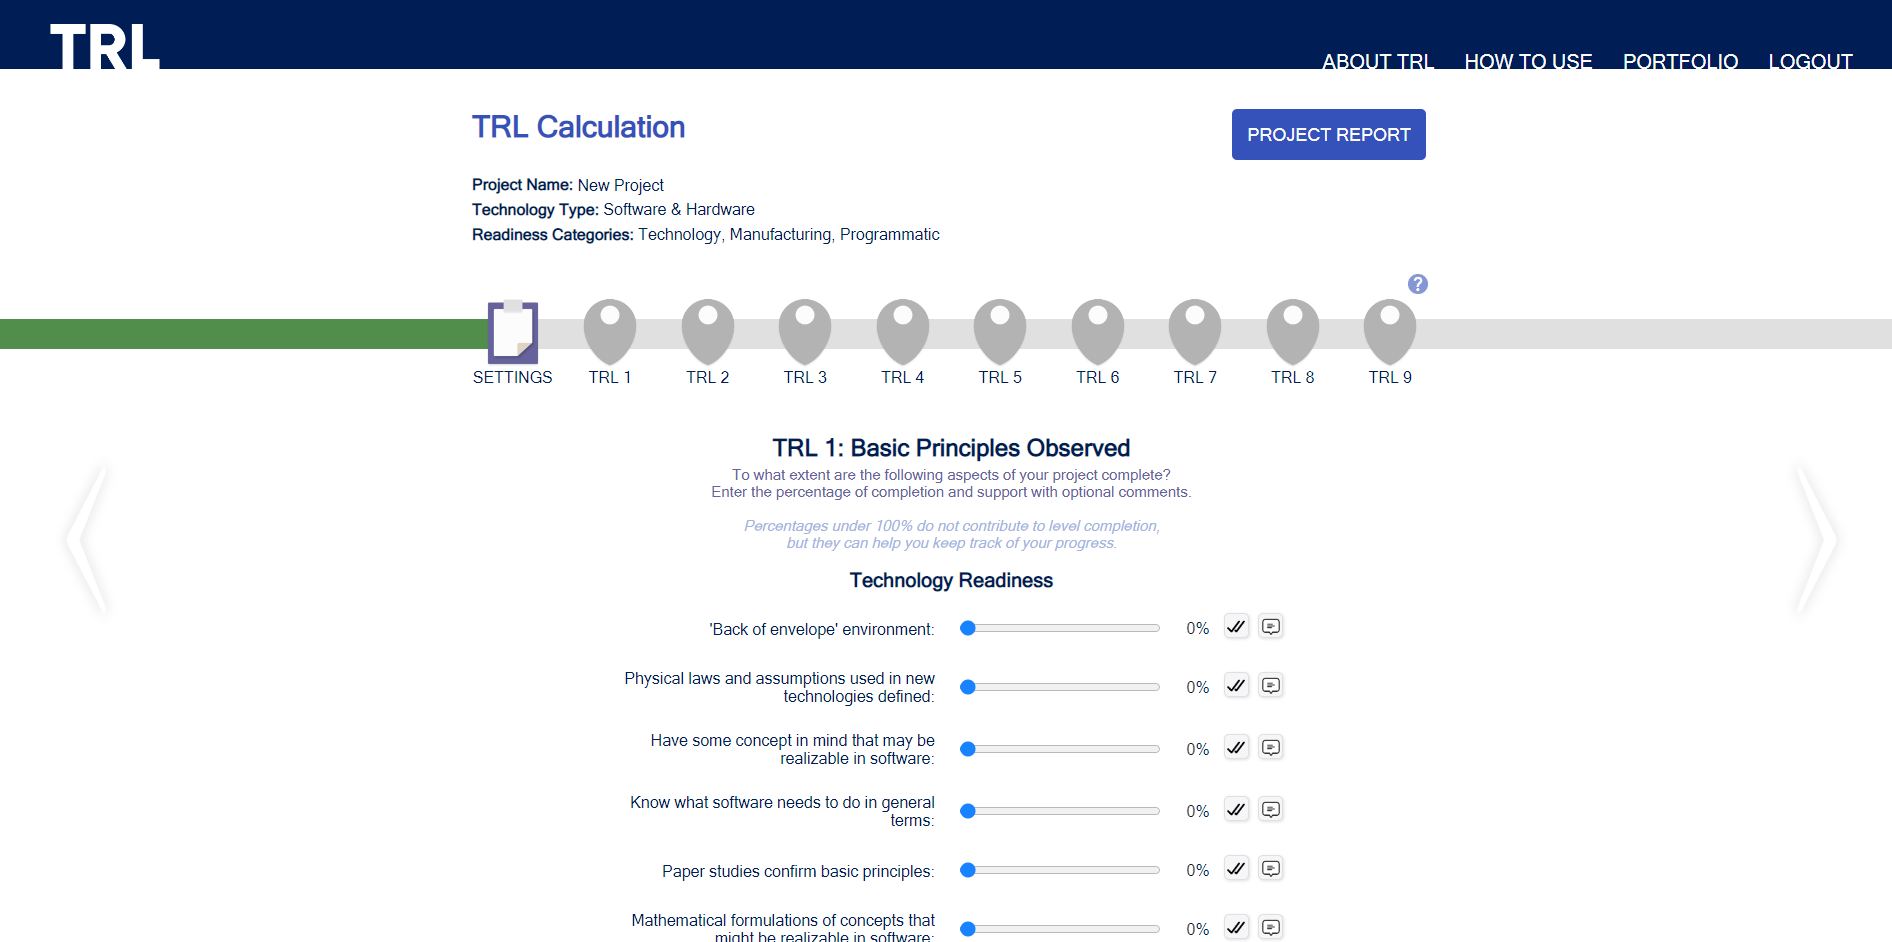 TRL
ABOUT TRL HOW TO USE PORTFOLIO LOGOUT
TRL Calculation
PROJECT REPORT
Project Name: New Project
Technology Type: Software & Hardware
Readiness Categories: Technology, Manufacturing, Programmatic
?
SETTINGS TRL 1 TRL 2 TRL 3 TRL 4 TRL 5 TRL 6 TRL 7 TRL 8 TRL 9
TRL 1: Basic Principles Observed
To what extent are the following aspects of your project complete?
Enter the percentage of completion and support with optional comments.
Percentages under 100% do not contribute to level completion,
but they can help you keep track of your progress.
Technology Readiness
'Back of envelope' environment: 0%
Physical laws and assumptions used in new
technologies defined: 0%
Have some concept in mind that may be
realizable in software: 0%
Know what software needs to do in general
terms: 0%
Paper studies confirm basic principles: 0%
Mathematical formulations of concepts that
might be realizable in software: 0%